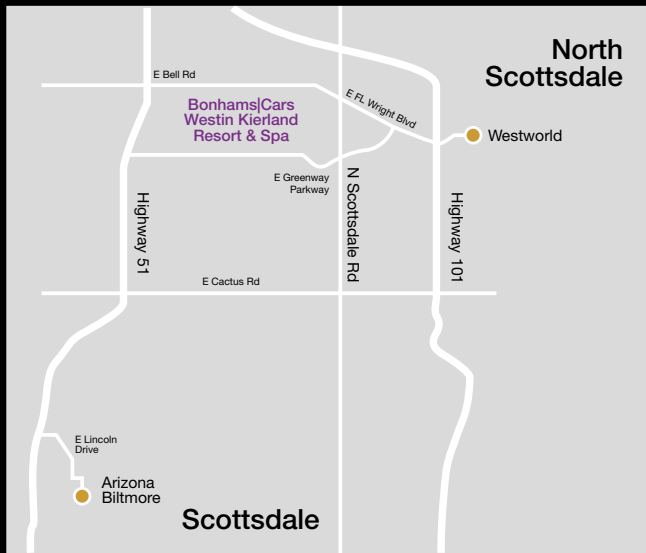 North
Scottsdale
E Bell Rd
E FL Wright Blvd
Bonhams|Cars
Westin Kierland
Resort & Spa
Westworld
E Greenway
Parkway
Highway 51
N Scottsdale Rd
Highway 101
E Cactus Rd
E Lincoln
Drive
Arizona
Biltmore
Scottsdale